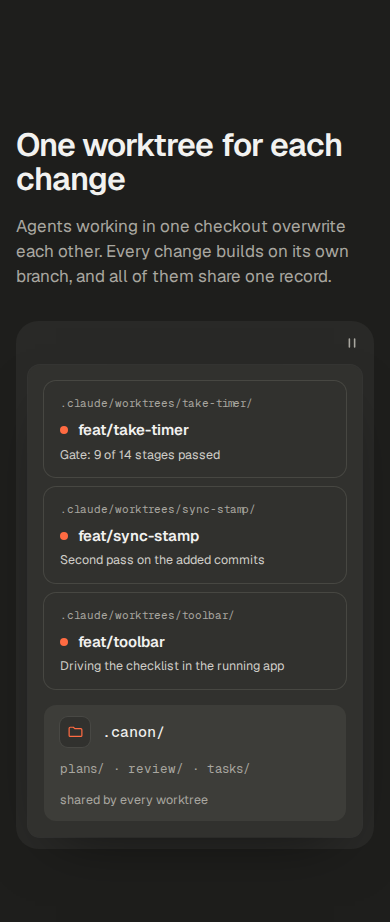 One worktree for each
change
Agents working in one checkout overwrite
each other. Every change builds on its own
branch, and all of them share one record.
.claude/worktrees/take-timer/
feat/take-timer
Gate: 9 of 14 stages passed
.claude/worktrees/sync-stamp/
feat/sync-stamp
Second pass on the added commits
.claude/worktrees/toolbar/
feat/toolbar
Driving the checklist in the running app
.canon/
plans/ · review/ · tasks/
shared by every worktree